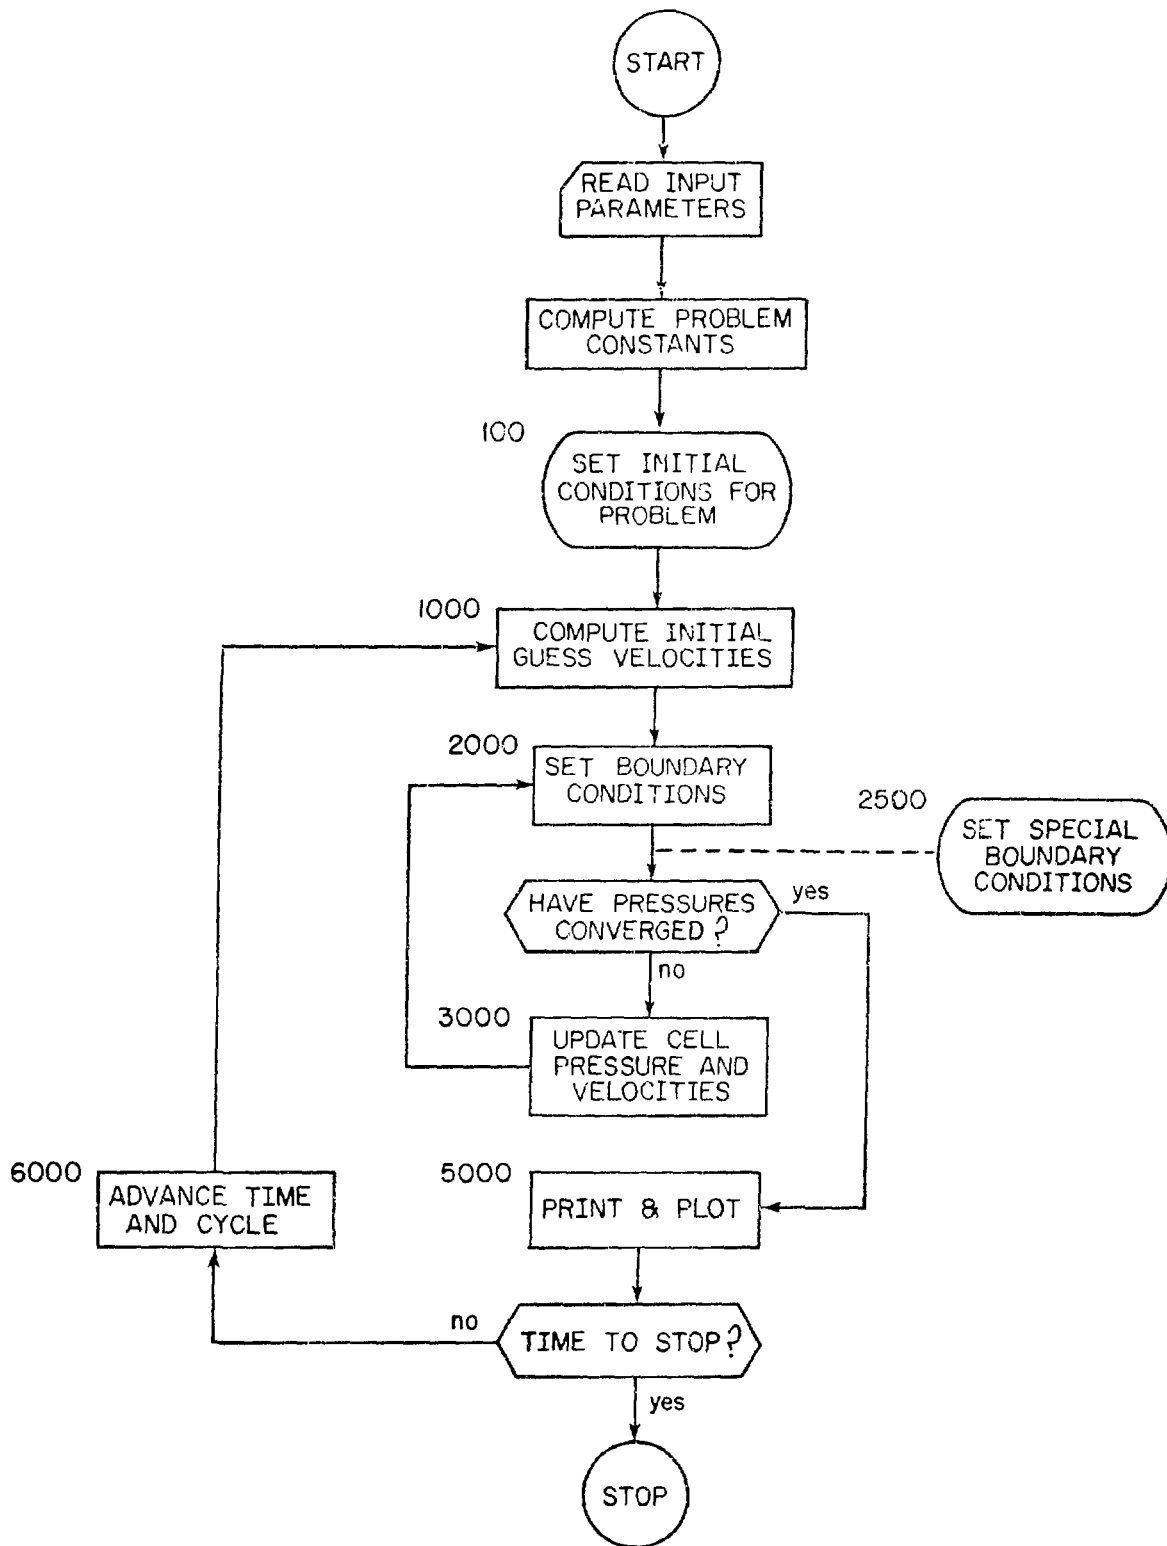 START
READ INPUT
PARAMETERS
COMPUTE PROBLEM
CONSTANTS
100
SET INITIAL
CONDITIONS FOR
PROBLEM
1000
COMPUTE INITIAL
GUESS VELOCITIES
2000
SET BOUNDARY
CONDITIONS
2500
SET SPECIAL
BOUNDARY
CONDITIONS
HAVE PRESSURES
CONVERGED?
yes
no
3000
UPDATE CELL
PRESSURE AND
VELOCITIES
6000
ADVANCE TIME
AND CYCLE
5000
PRINT & PLOT
no
TIME TO STOP?
yes
STOP